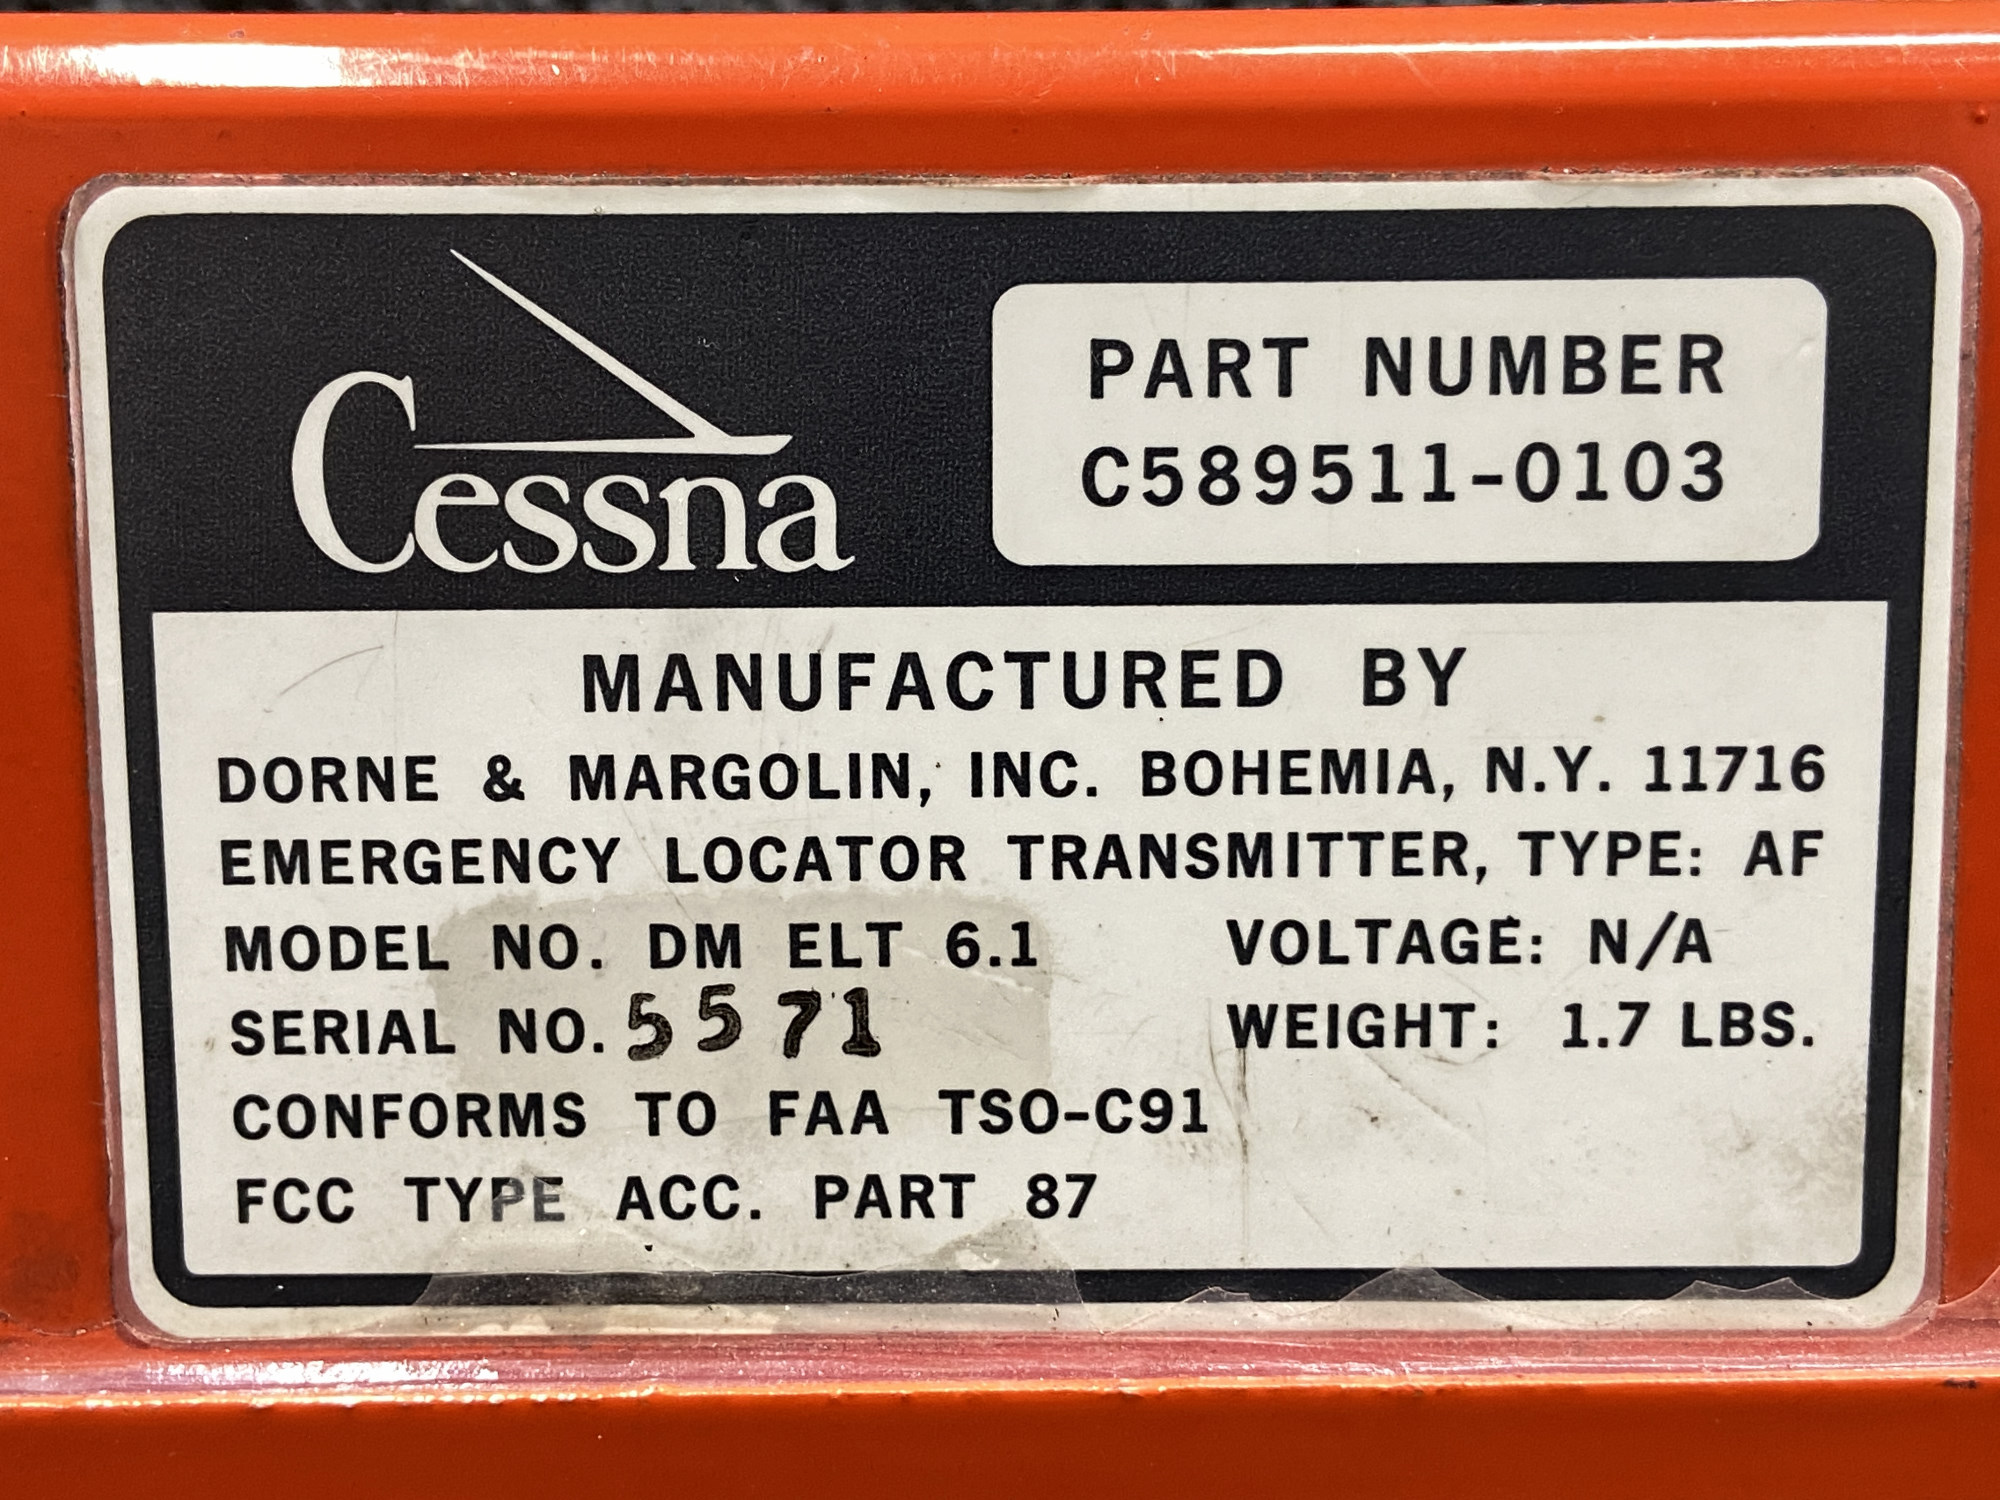 Cessna
PART NUMBER
C589511-0103
MANUFACTURED BY
DORNE & MARGOLIN, INC. BOHEMIA, N.Y. 11716
EMERGENCY LOCATOR TRANSMITTER, TYPE: AF
MODEL NO. DM ELT 6.1 VOLTAGE: N/A
SERIAL NO. 5571 WEIGHT: 1.7 LBS.
CONFORMS TO FAA TSO-C91
FCC TYPE ACC. PART 87